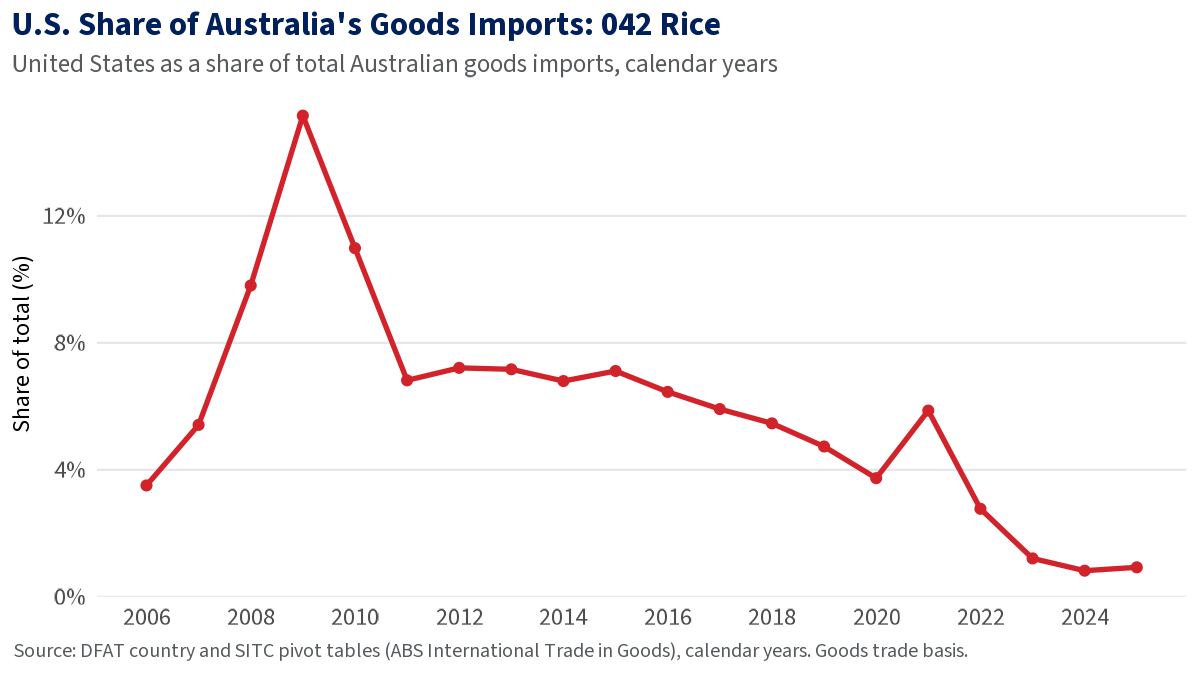 U.S. Share of Australia's Goods Imports: 042 Rice
United States as a share of total Australian goods imports, calendar years
Share of total (%)
12%
8%
4%
0%
2006 2008 2010 2012 2014 2016 2018 2020 2022 2024
Source: DFAT country and SITC pivot tables (ABS International Trade in Goods), calendar years. Goods trade basis.